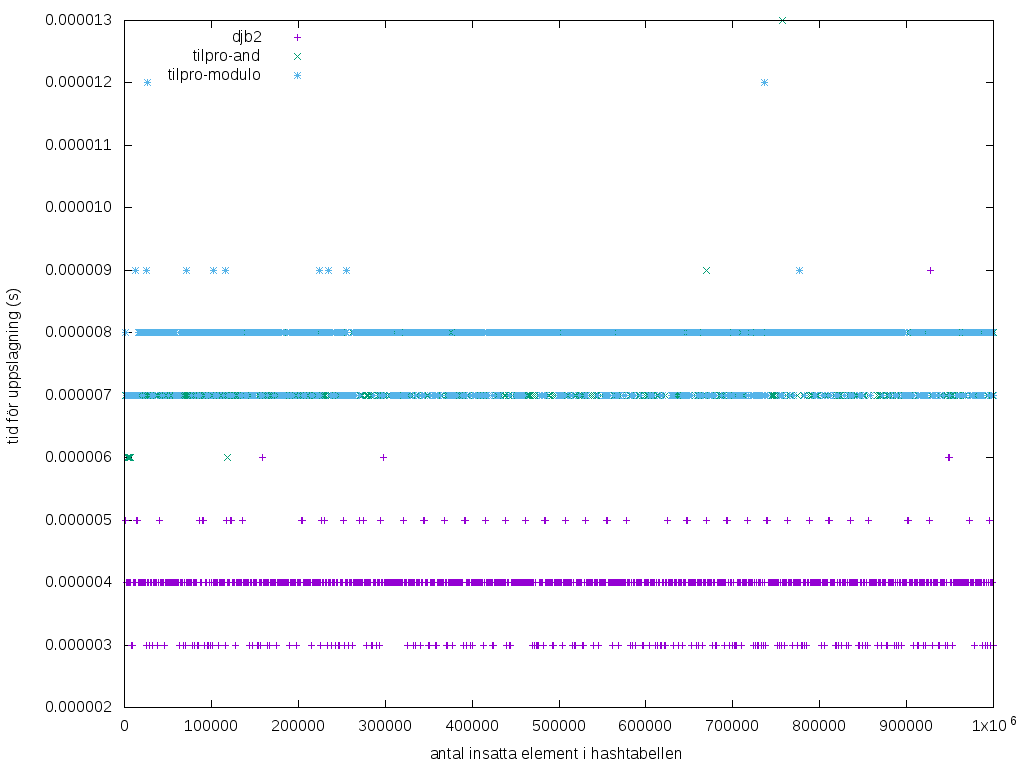 0.000013
0.000012
0.000011
0.000010
0.000009
0.000008
0.000007
0.000006
0.000005
0.000004
0.000003
0.000002
djb2
tilpro-and
tilpro-modulo
tid för uppslagning (s)
0 100000 200000 300000 400000 500000 600000 700000 800000 900000 1x10⁶
antal insatta element i hashtabellen